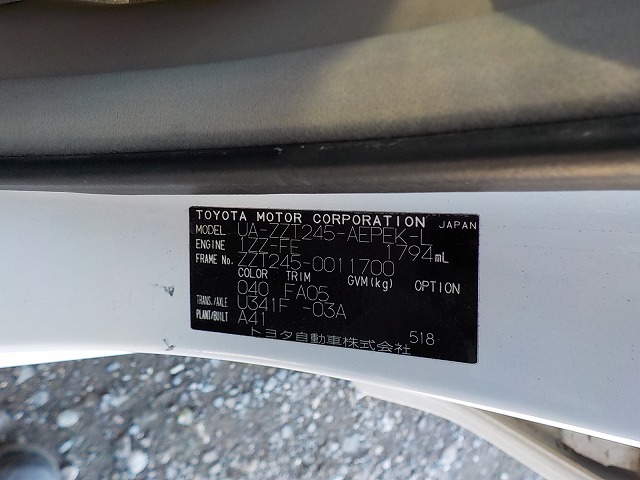 TOYOTA MOTOR CORPORATION JAPAN
MODEL UA-ZZT245-AEPEK-L
ENGINE 1ZZ-FE 1794mL
FRAME No. ZZT245-0011700
COLOR TRIM GVM(kg) OPTION
040 FA05
TRANS./AXLE U341F -03A
PLANT/BUILT A41
518
トヨタ自動車株式会社